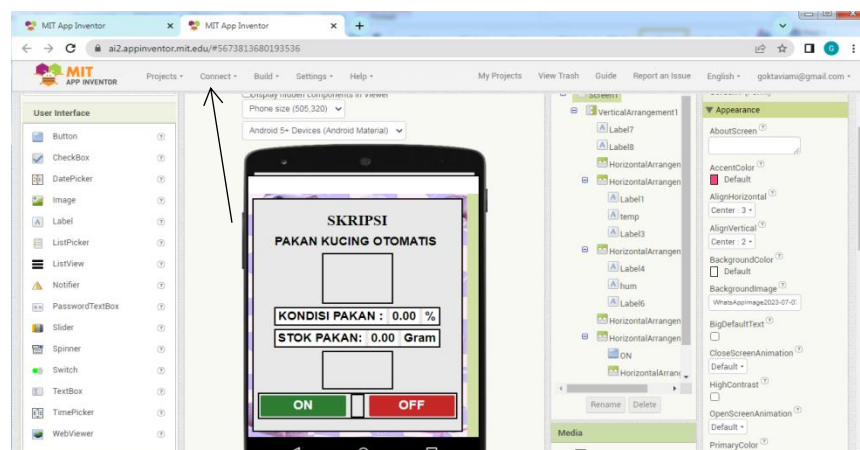 MIT App Inventor
MIT App Inventor
ai2.appinventor.mit.edu/#5673813680193536
G
MIT
APP INVENTOR
Projects
Connect
Build
Settings
Help
My Projects
View Trash
Guide
Report an Issue
English
goktaviami@gmail.com
User Interface
Button
CheckBox
DatePicker
Image
Label
ListPicker
ListView
Notifier
PasswordTextBox
Slider
Spinner
Switch
TextBox
TimePicker
WebViewer
Display hidden components in Viewer
Phone size (505,320)
Android 5+ Devices (Android Material)
SKRIPSI
PAKAN KUCING OTOMATIS
KONDISI PAKAN : 0.00 %
STOK PAKAN: 0.00 Gram
ON
OFF
Screen1
VerticalArrangement1
Label7
Label8
HorizontalArrangen
HorizontalArrangen
Label1
temp
Label3
HorizontalArrangen
Label4
hum
Label6
HorizontalArrangen
HorizontalArrangen
ON
HorizontalArrang
Rename
Delete
Media
Appearance
AboutScreen
AccentColor
Default
AlignHorizontal
Center : 3
AlignVertical
Center : 2
BackgroundColor
Default
BackgroundImage
WhatsAppImage2023-07-0
BigDefaultText
CloseScreenAnimation
Default
HighContrast
OpenScreenAnimation
Default
PrimaryColor